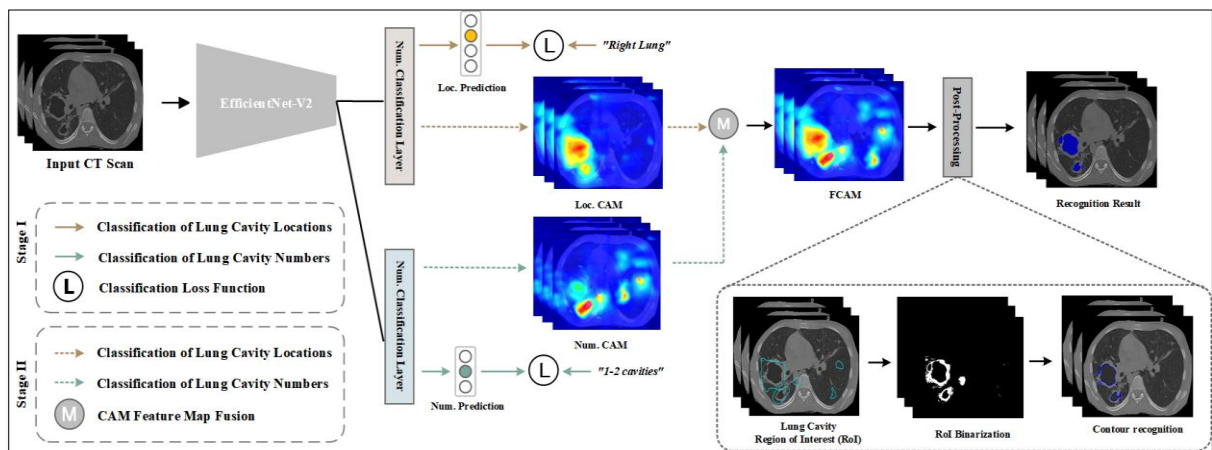 Input CT Scan
EfficientNet-V2
Num. Classification Layer
Loc. Prediction
L
"Right Lung"
Loc. CAM
M
FCAM
Post-Processing
Recognition Result
Num. Classification Layer
Num. CAM
Num. Prediction
L
"1-2 cavities"
Stage I
Classification of Lung Cavity Locations
Classification of Lung Cavity Numbers
L
Classification Loss Function
Stage II
Classification of Lung Cavity Locations
Classification of Lung Cavity Numbers
M
CAM Feature Map Fusion
Lung Cavity
Region of Interest (RoI)
RoI Binarization
Contour recognition